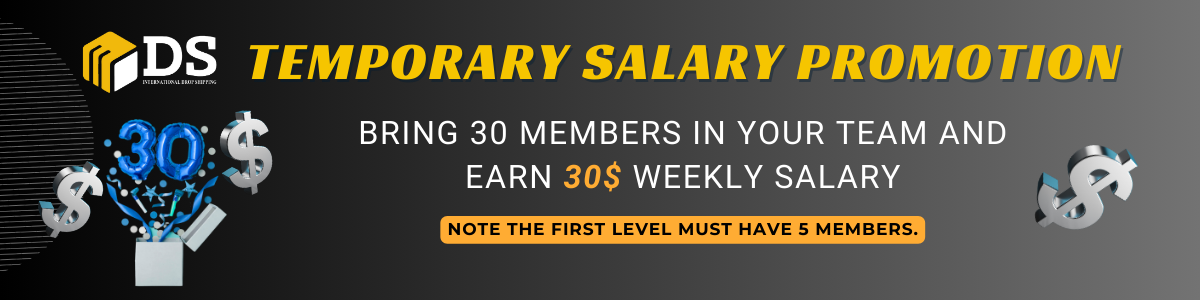 DS
INTERNATIONAL DROP SHIPPING
TEMPORARY SALARY PROMOTION
30
BRING 30 MEMBERS IN YOUR TEAM AND
EARN 30$ WEEKLY SALARY
NOTE THE FIRST LEVEL MUST HAVE 5 MEMBERS.